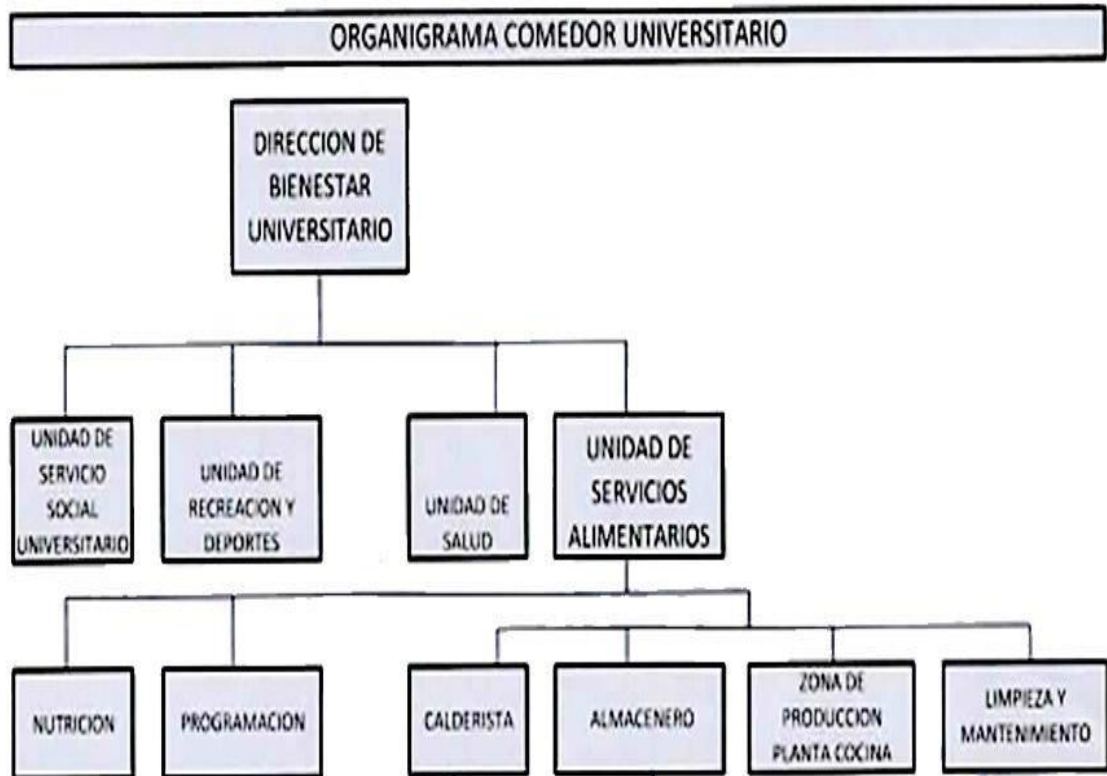 ORGANIGRAMA COMEDOR UNIVERSITARIO
DIRECCION DE
BIENESTAR
UNIVERSITARIO
UNIDAD DE
SERVICIO
SOCIAL
UNIVERSITARIO
UNIDAD DE
RECREACION Y
DEPORTES
UNIDAD DE
SALUD
UNIDAD DE
SERVICIOS
ALIMENTARIOS
NUTRICION
PROGRAMACION
CALDERISTA
ALMACENERO
ZONA DE
PRODUCCION
PLANTA COCINA
LIMPIEZA Y
MANTENIMIENTO